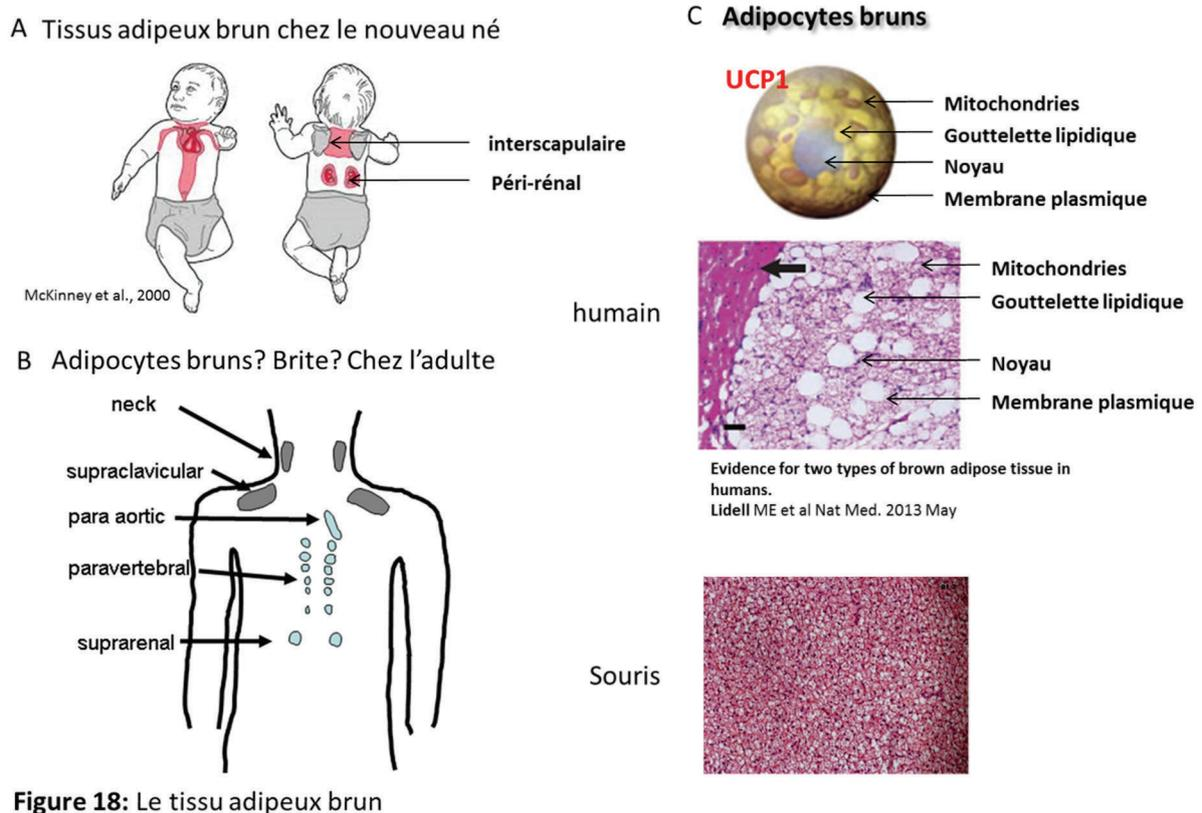 A Tissus adipeux brun chez le nouveau né
interscapulaire
Péri-rénal
McKinney et al., 2000
B Adipocytes bruns? Brite? Chez l’adulte
neck
supraclavicular
para aortic
paravertebral
suprarenal
C Adipocytes bruns
UCP1
Mitochondries
Gouttelette lipidique
Noyau
Membrane plasmique
humain
Mitochondries
Gouttelette lipidique
Noyau
Membrane plasmique
Evidence for two types of brown adipose tissue in
humans.
Lidell ME et al Nat Med. 2013 May
Souris
Figure 18: Le tissu adipeux brun